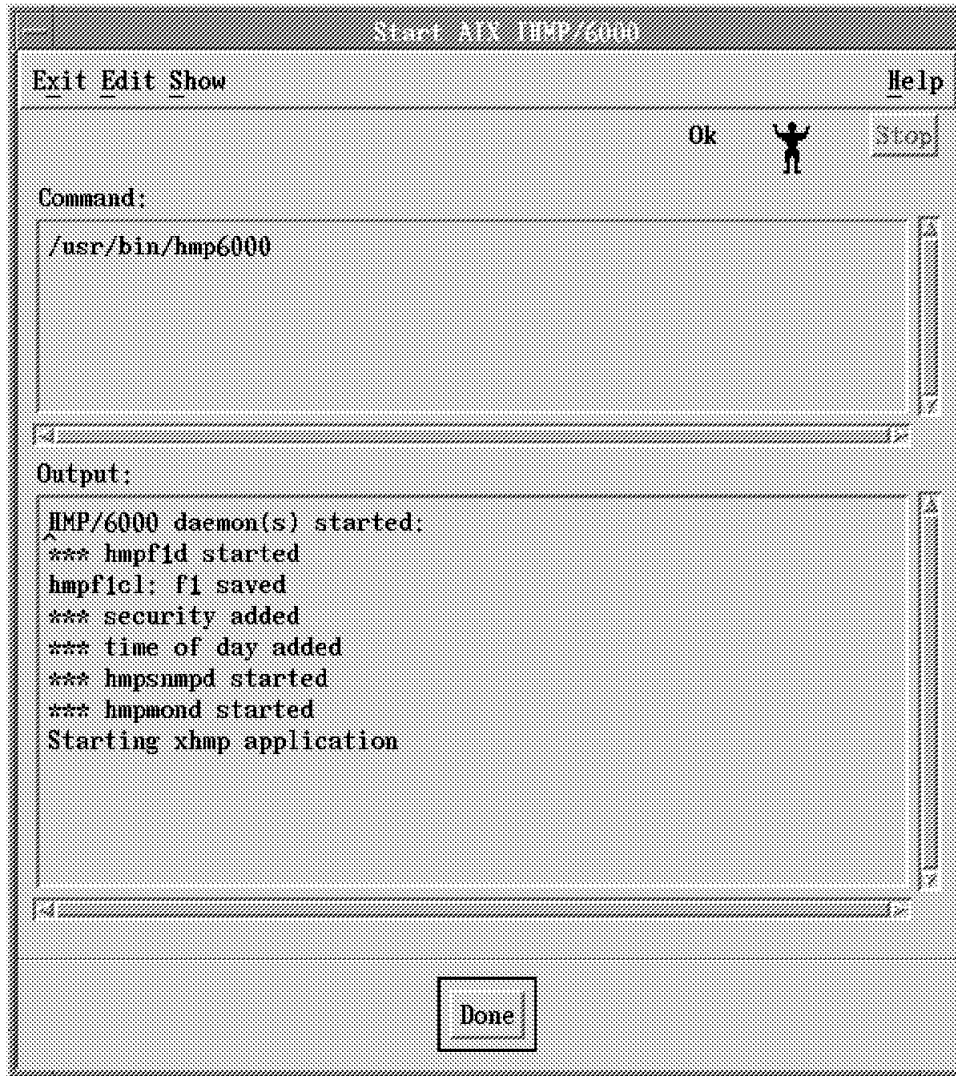 Start AIX HMP/6000
Exit Edit Show Help
Ok Stop
Command:
/usr/bin/hmp6000
Output:
HMP/6000 daemon(s) started:
*** hmpf1d started
hmpf1cl: f1 saved
*** security added
*** time of day added
*** hmpsnmpd started
*** hmpmond started
Starting xhmp application
Done